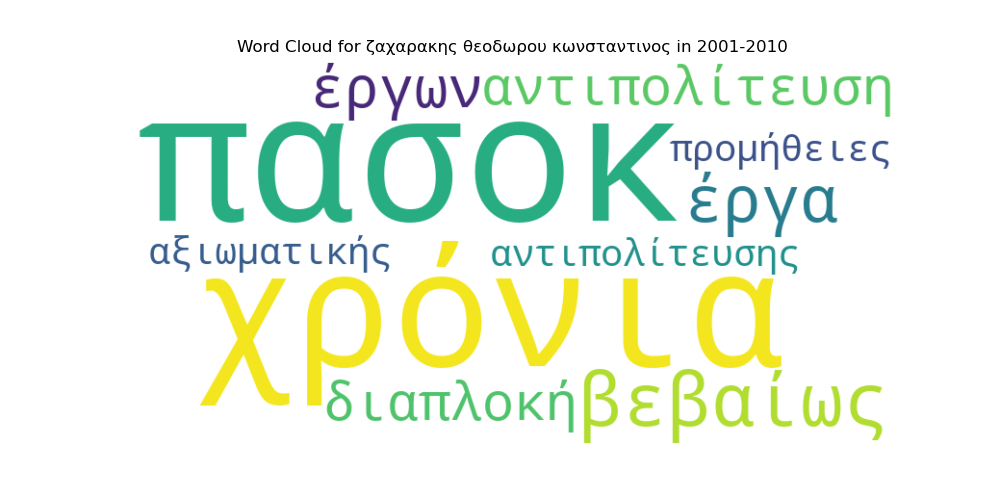 Word Cloud for ζαχαρακης θεοδωρου κωνσταντινος in 2001-2010
έργων αντιπολίτευση
πασοκ προμήθειες
έργα
αξιωματικής αντιπολίτευσης
χρόνια
διαπλοκή βεβαίως